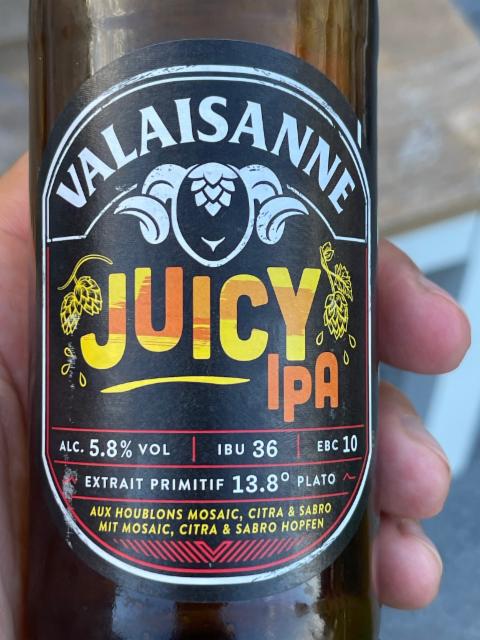 VALAISANNE
JUICY
IPA
ALC. 5.8% VOL | IBU 36 | EBC 10
EXTRAIT PRIMITIF 13.8° PLATO
AUX HOUBLONS MOSAIC, CITRA & SABRO
MIT MOSAIC, CITRA & SABRO HOPFEN